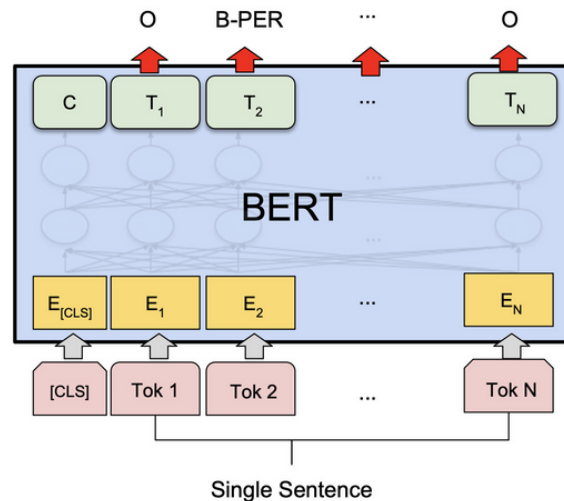 O B-PER ... O
C T1 T2 ... TN
...
BERT
...
E[CLS] E1 E2 ... EN
[CLS] Tok 1 Tok 2 ... Tok N
Single Sentence